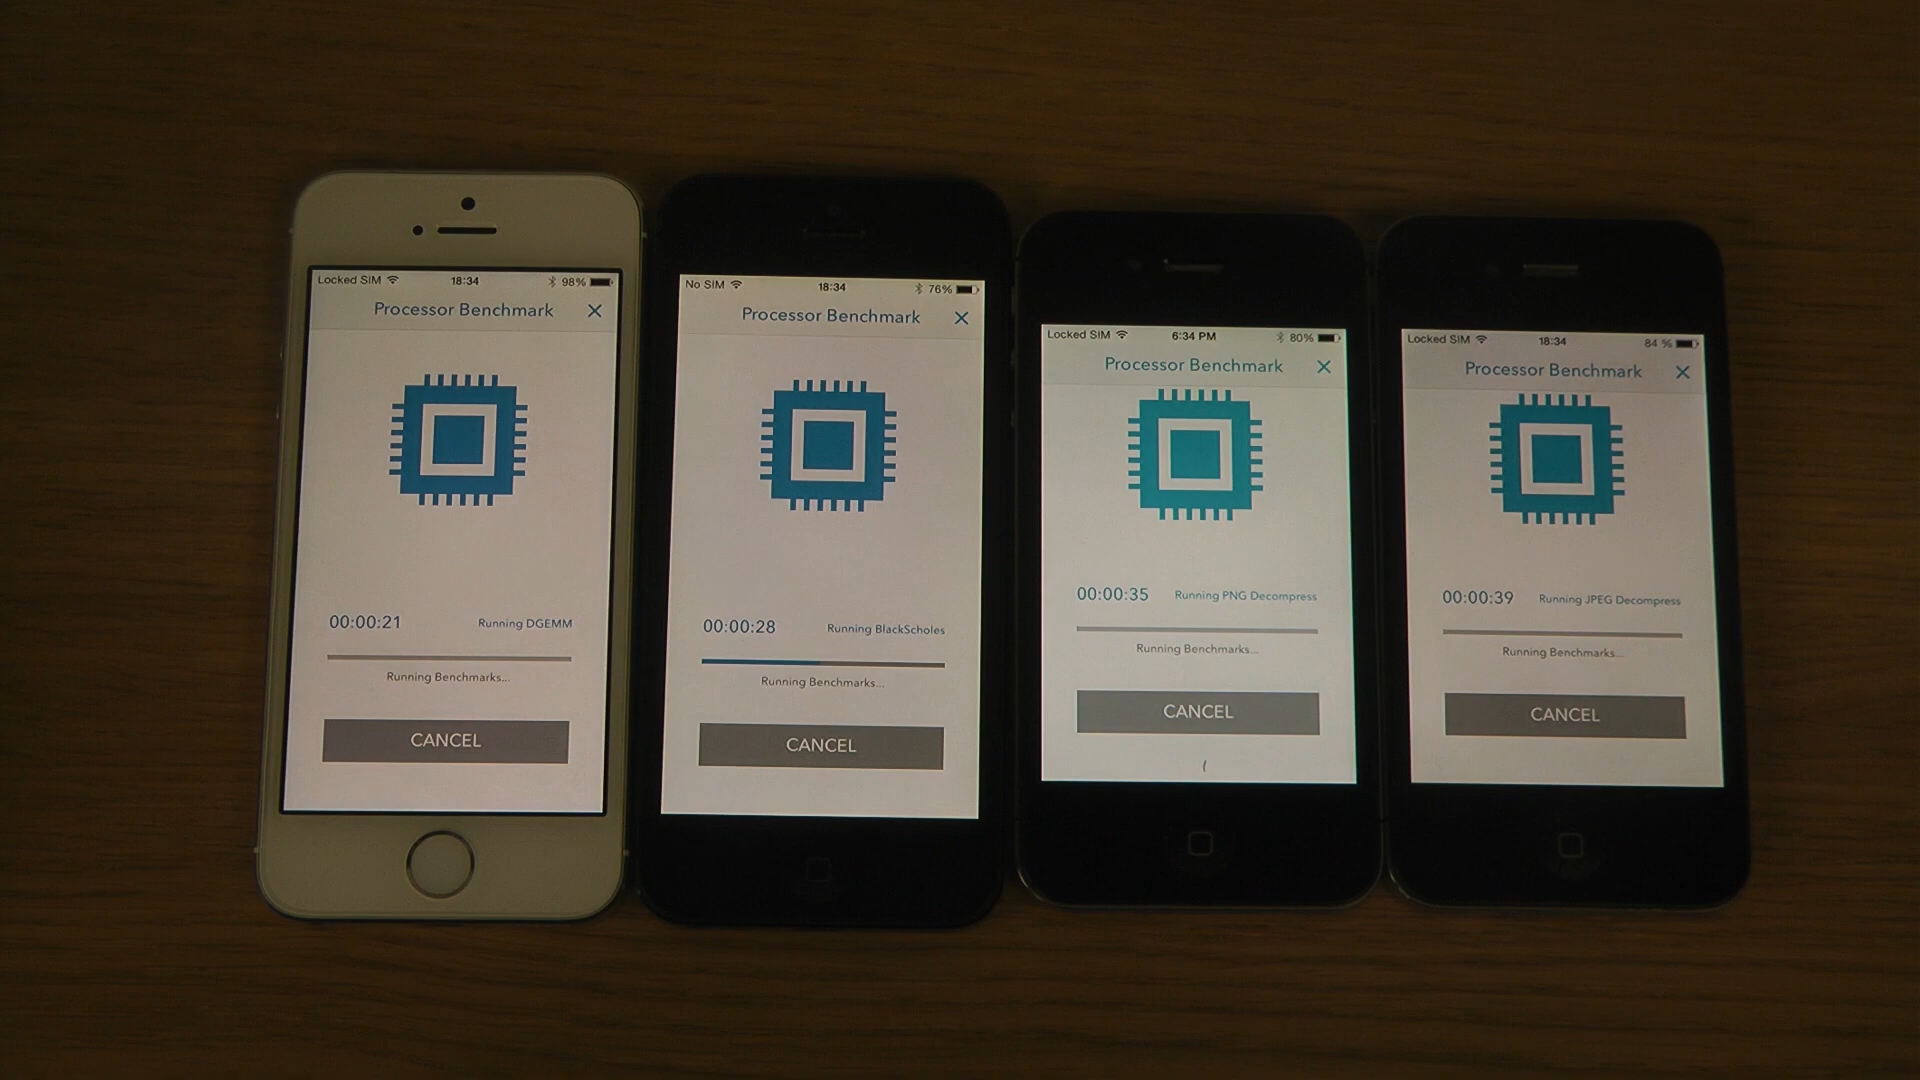 Locked SIM 18:34 98%
Processor Benchmark
00:00:21 Running DGEMM
Running Benchmarks...
CANCEL
No SIM 18:34 76%
Processor Benchmark
00:00:28 Running BlackScholes
Running Benchmarks...
CANCEL
Locked SIM 6:34 PM 80%
Processor Benchmark
00:00:35 Running PNG Decompress
Running Benchmarks...
CANCEL
Locked SIM 18:34 84 %
Processor Benchmark
00:00:39 Running JPEG Decompress
Running Benchmarks...
CANCEL